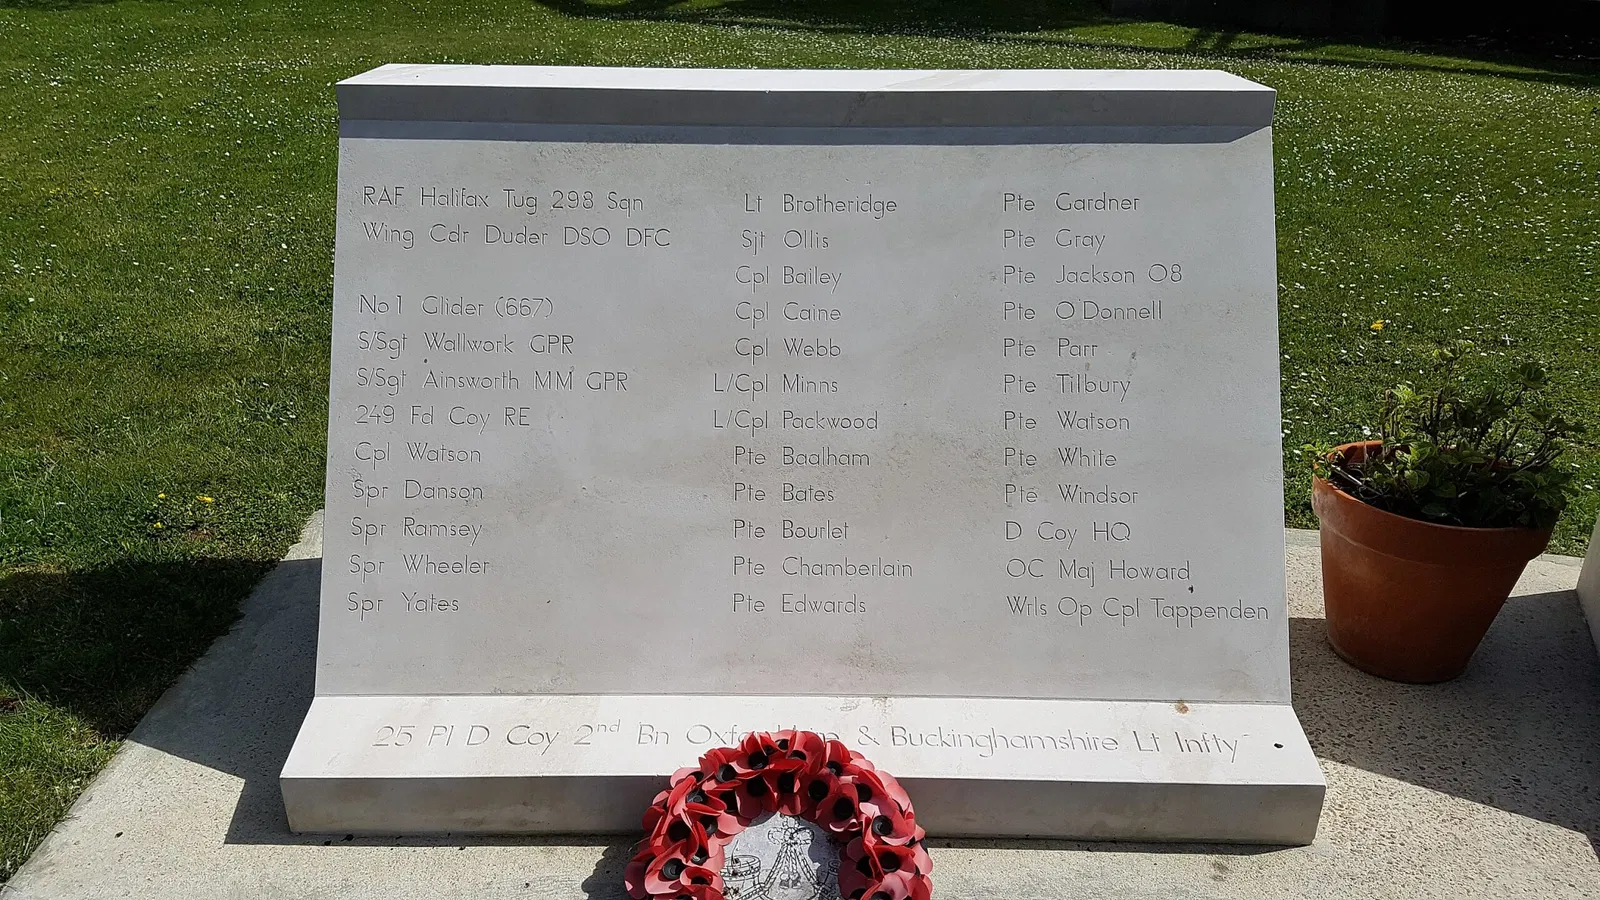 RAF Halifax Tug 298 Sqn
Wing Cdr Duder DSO DFC
No 1 Glider (667)
S/Sgt Wallwork GPR
S/Sgt Ainsworth MM GPR
249 Fd Coy RE
Cpl Watson
Spr Danson
Spr Ramsey
Spr Wheeler
Spr Yates
Lt Brotheridge
Sjt Ollis
Cpl Bailey
Cpl Caine
Cpl Webb
L/Cpl Minns
L/Cpl Packwood
Pte Baalham
Pte Bates
Pte Bourlet
Pte Chamberlain
Pte Edwards
Pte Gardner
Pte Gray
Pte Jackson 08
Pte O'Donnell
Pte Parr
Pte Tilbury
Pte Watson
Pte White
Pte Windsor
D Coy HQ
OC Maj Howard
Wrls Op Cpl Tappenden
25 Pl D Coy 2nd Bn & Buckinghamshire Lt Infty